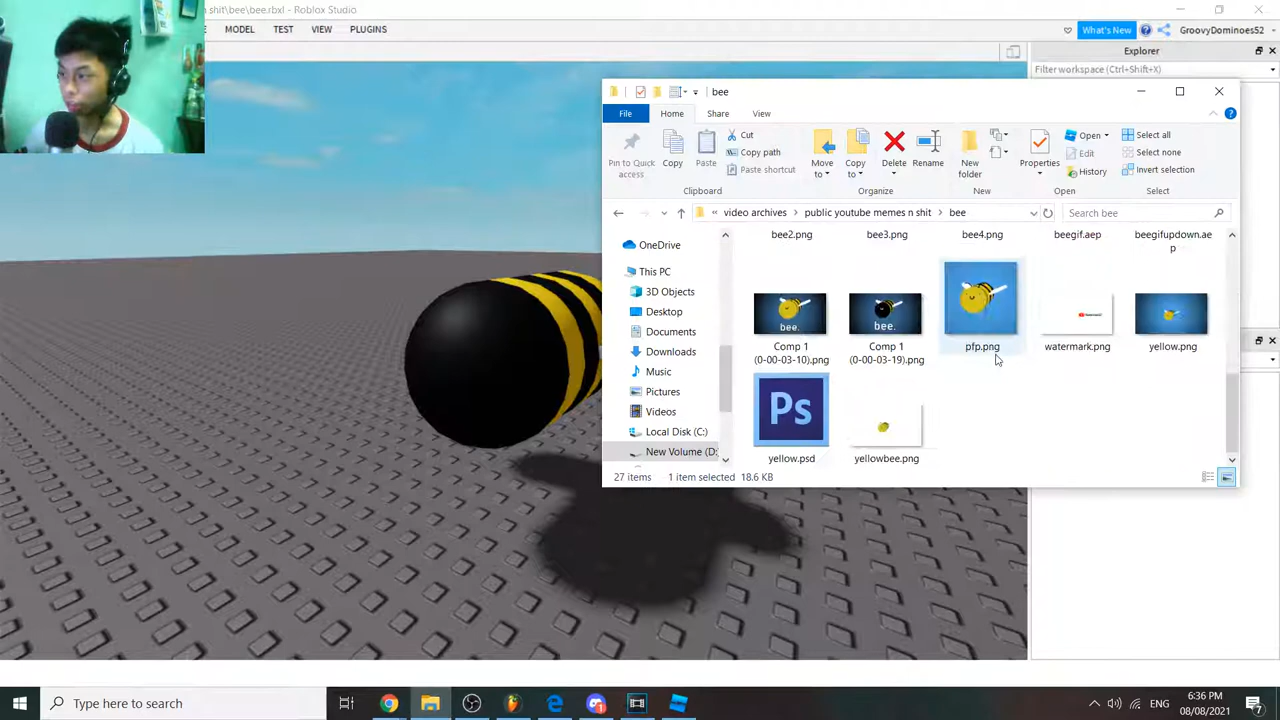 n shit\bee\bee.rbxl - Roblox Studio
MODEL TEST VIEW PLUGINS
What's New
GroovyDominoes52
Explorer
Filter workspace (Ctrl+Shift+X)
bee
File Home Share View
Pin to Quick access
Copy
Paste
Cut
Copy path
Paste shortcut
Move to
Copy to
Delete
Rename
New folder
Properties
Open
Edit
History
Select all
Select none
Invert selection
Clipboard Organize New Open Select
« video archives > public youtube memes n shit > bee
Search bee
OneDrive
This PC
3D Objects
Desktop
Documents
Downloads
Music
Pictures
Videos
Local Disk (C:)
New Volume (D:
bee2.png bee3.png bee4.png beegif.aep beegifupdown.aep
bee. bee.
Comp 1 (0-00-03-10).png
Comp 1 (0-00-03-19).png
pfp.png
watermark.png
yellow.png
Ps
yellow.psd
yellowbee.png
27 items 1 item selected 18.6 KB
Type here to search
ENG
6:36 PM
08/08/2021
7